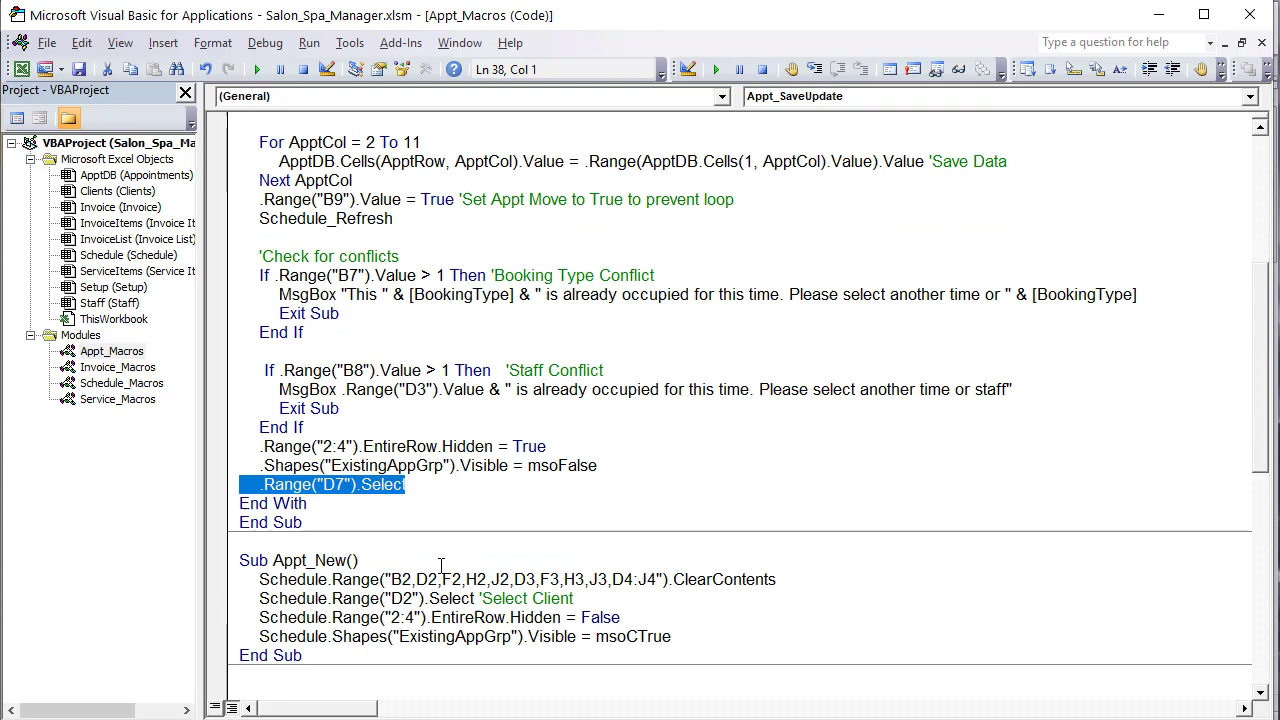 Microsoft Visual Basic for Applications - Salon_Spa_Manager.xlsm - [Appt_Macros (Code)]
File Edit View Insert Format Debug Run Tools Add-Ins Window Help
Type a question for help
Ln 38, Col 1
Project - VBAProject
(General)
Appt_SaveUpdate
VBAProject (Salon_Spa_Ma
Microsoft Excel Objects
ApptDB (Appointments)
Clients (Clients)
Invoice (Invoice)
InvoiceItems (Invoice It
InvoiceList (Invoice List)
Schedule (Schedule)
ServiceItems (Service It
Setup (Setup)
Staff (Staff)
ThisWorkbook
Modules
Appt_Macros
Invoice_Macros
Schedule_Macros
Service_Macros
For ApptCol = 2 To 11
ApptDB.Cells(ApptRow, ApptCol).Value = .Range(ApptDB.Cells(1, ApptCol).Value).Value 'Save Data
Next ApptCol
.Range("B9").Value = True 'Set Appt Move to True to prevent loop
Schedule_Refresh
'Check for conflicts
If .Range("B7").Value > 1 Then 'Booking Type Conflict
MsgBox "This " & [BookingType] & " is already occupied for this time. Please select another time or " & [BookingType]
Exit Sub
End If
If .Range("B8").Value > 1 Then 'Staff Conflict
MsgBox .Range("D3").Value & " is already occupied for this time. Please select another time or staff"
Exit Sub
End If
.Range("2:4").EntireRow.Hidden = True
.Shapes("ExistingAppGrp").Visible = msoFalse
.Range("D7").Select
End With
End Sub
Sub Appt_New()
Schedule.Range("B2,D2,F2,H2,J2,D3,F3,H3,J3,D4:J4").ClearContents
Schedule.Range("D2").Select 'Select Client
Schedule.Range("2:4").EntireRow.Hidden = False
Schedule.Shapes("ExistingAppGrp").Visible = msoCTrue
End Sub